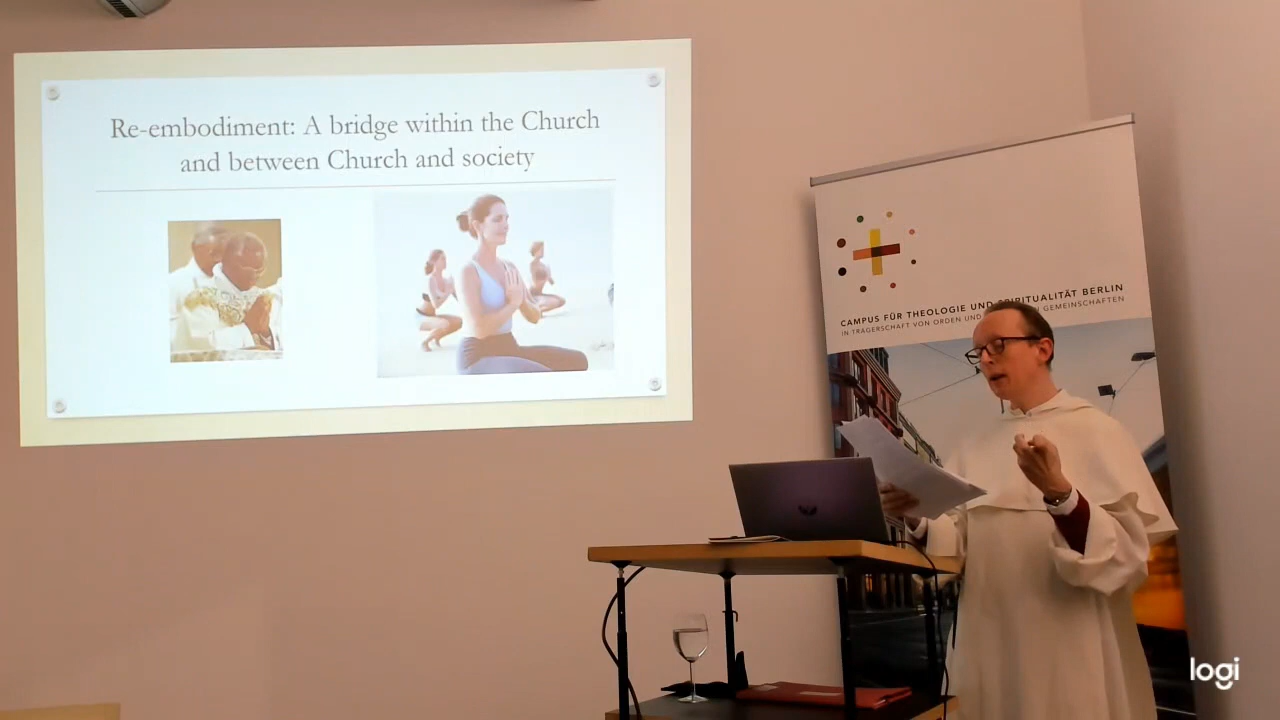 Re-embodiment: A bridge within the Church
and between Church and society
CAMPUS FÜR THEOLOGIE UND SPIRITUALITÄT BERLIN
IN TRÄGERSCHAFT VON ORDEN UND GEMEINSCHAFTEN
logi